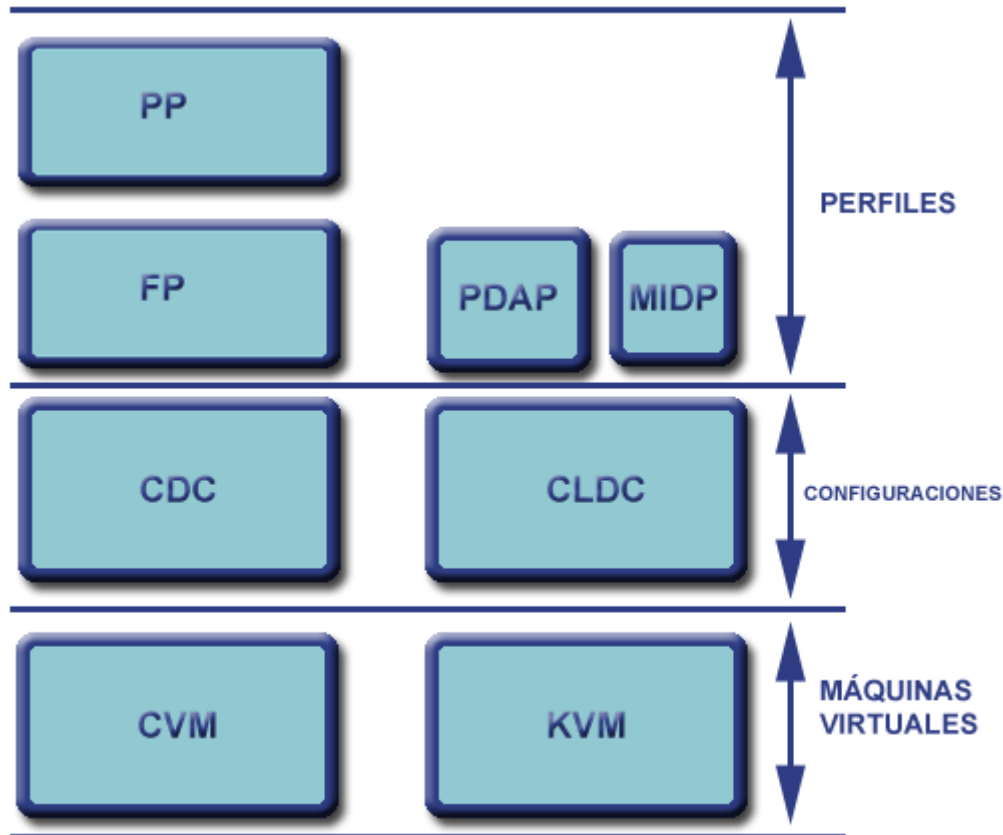 PP
PERFILES
FP
PDAP
MIDP
CDC
CLDC
CONFIGURACIONES
CVM
KVM
MÁQUINAS
VIRTUALES